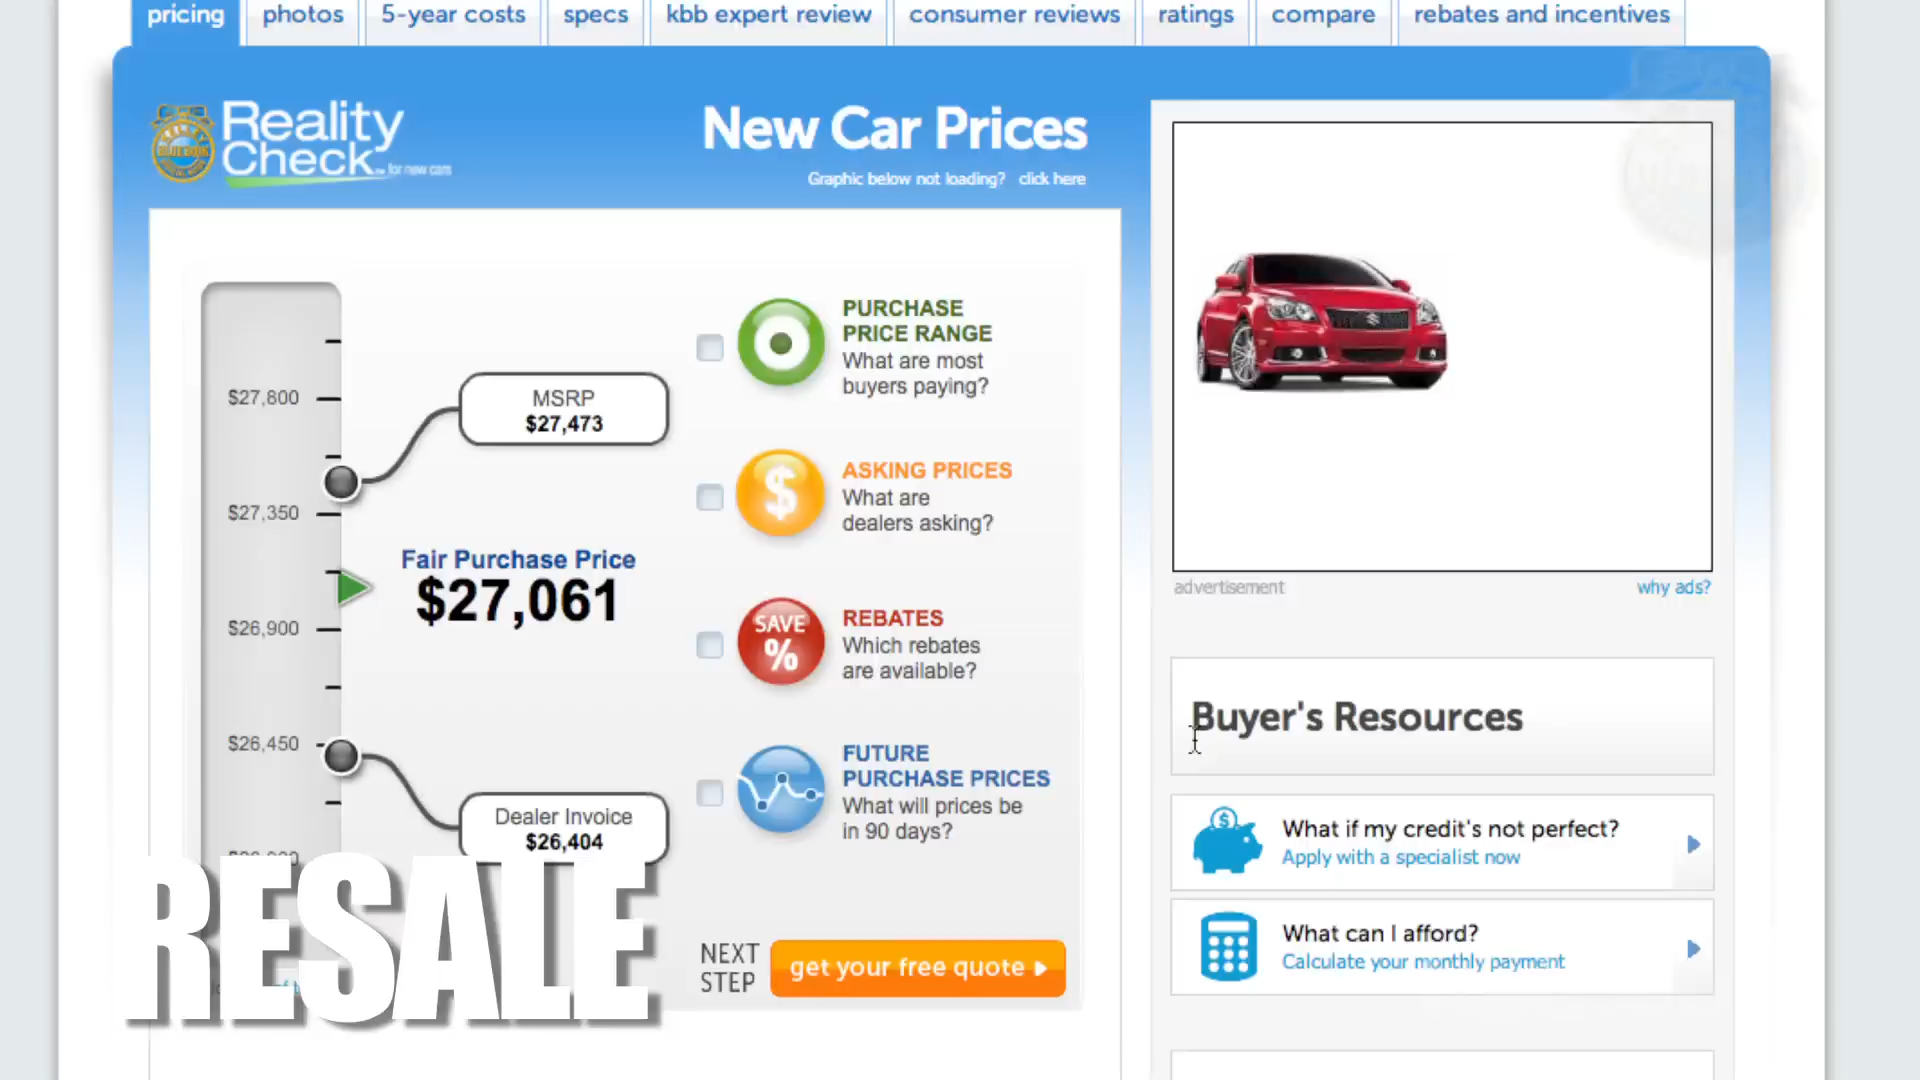 pricing
photos
5-year costs
specs
kbb expert review
consumer reviews
ratings
compare
rebates and incentives
Reality
Check
for new cars
New Car Prices
Graphic below not loading? click here
$27,800
$27,350
$26,900
$26,450
MSRP
$27,473
Fair Purchase Price
$27,061
Dealer Invoice
$26,404
PURCHASE
PRICE RANGE
What are most
buyers paying?
$
ASKING PRICES
What are
dealers asking?
SAVE
%
REBATES
Which rebates
are available?
FUTURE
PURCHASE PRICES
What will prices be
in 90 days?
NEXT
STEP
get your free quote
RESALE
advertisement
why ads?
Buyer's Resources
What if my credit's not perfect?
Apply with a specialist now
What can I afford?
Calculate your monthly payment